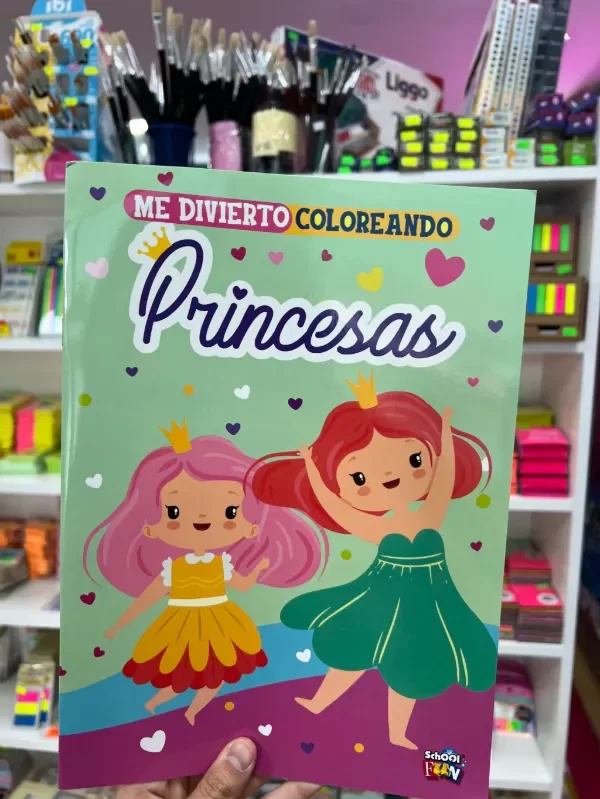 Liggo
ME DIVIERTO COLOREANDO
Princesas
SCHOOL
FUN